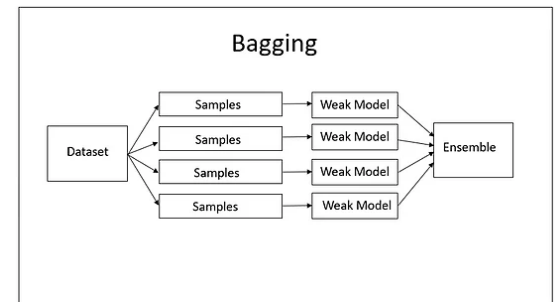 Bagging
Samples
Weak Model
Samples
Weak Model
Dataset
Ensemble
Samples
Weak Model
Samples
Weak Model